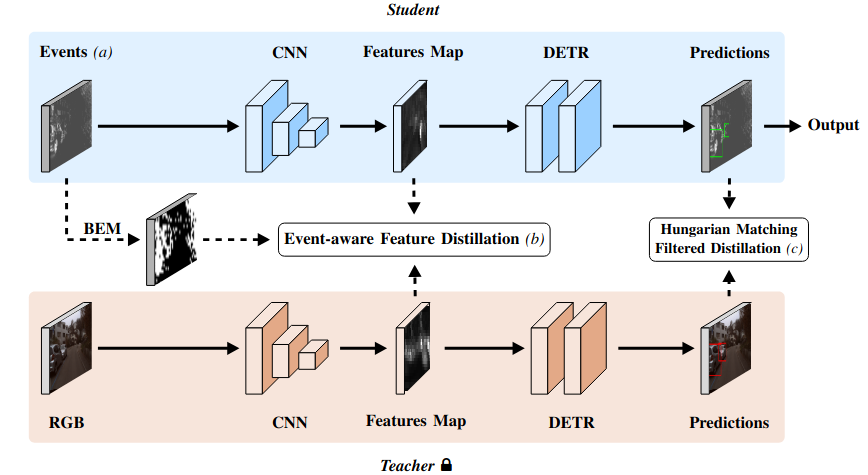 Student
Events (a)
CNN
Features Map
DETR
Predictions
Output
BEM
Event-aware Feature Distillation (b)
Hungarian Matching
Filtered Distillation (c)
RGB
CNN
Features Map
DETR
Predictions
Teacher